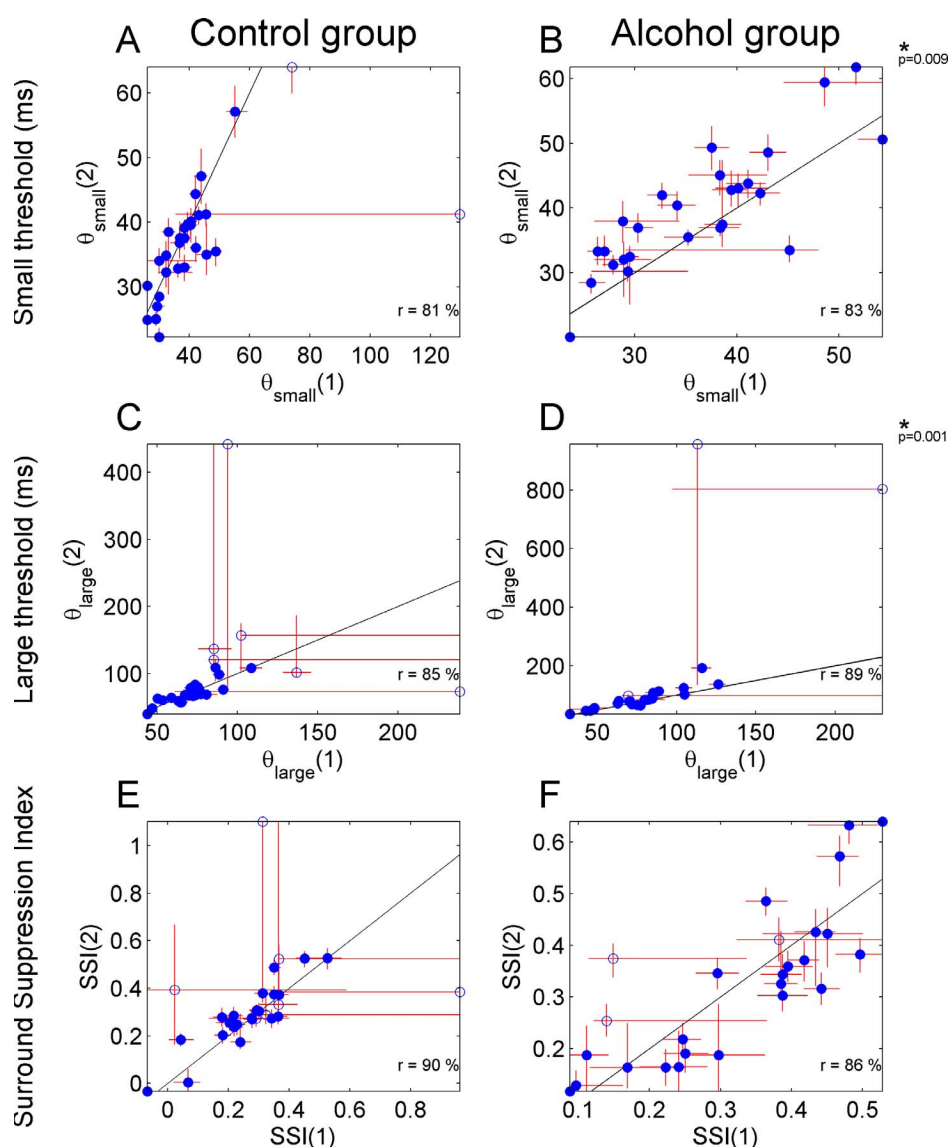 Control group
Alcohol group
A
B
*
p=0.009
Small threshold (ms)
θsmall(2)
60
50
40
30
r = 81 %
40 60 80 100 120
θsmall(1)
θsmall(2)
60
50
40
30
r = 83 %
30 40 50
θsmall(1)
C
D
*
p=0.001
Large threshold (ms)
θlarge(2)
400
300
200
100
r = 85 %
50 100 150 200
θlarge(1)
θlarge(2)
800
600
400
200
r = 89 %
50 100 150 200
θlarge(1)
E
F
Surround Suppression Index
SSI(2)
1
0.8
0.6
0.4
0.2
0
r = 90 %
0 0.2 0.4 0.6 0.8
SSI(1)
SSI(2)
0.6
0.5
0.4
0.3
0.2
r = 86 %
0.1 0.2 0.3 0.4 0.5
SSI(1)